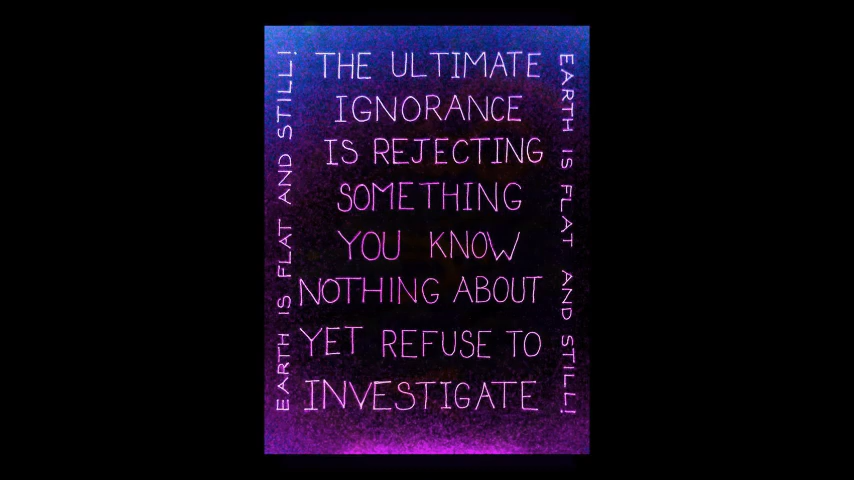 THE ULTIMATE
IGNORANCE
IS REJECTING
SOMETHING
YOU KNOW
NOTHING ABOUT
YET REFUSE TO
INVESTIGATE
EARTH IS FLAT AND STILL!
EARTH IS FLAT AND STILL!